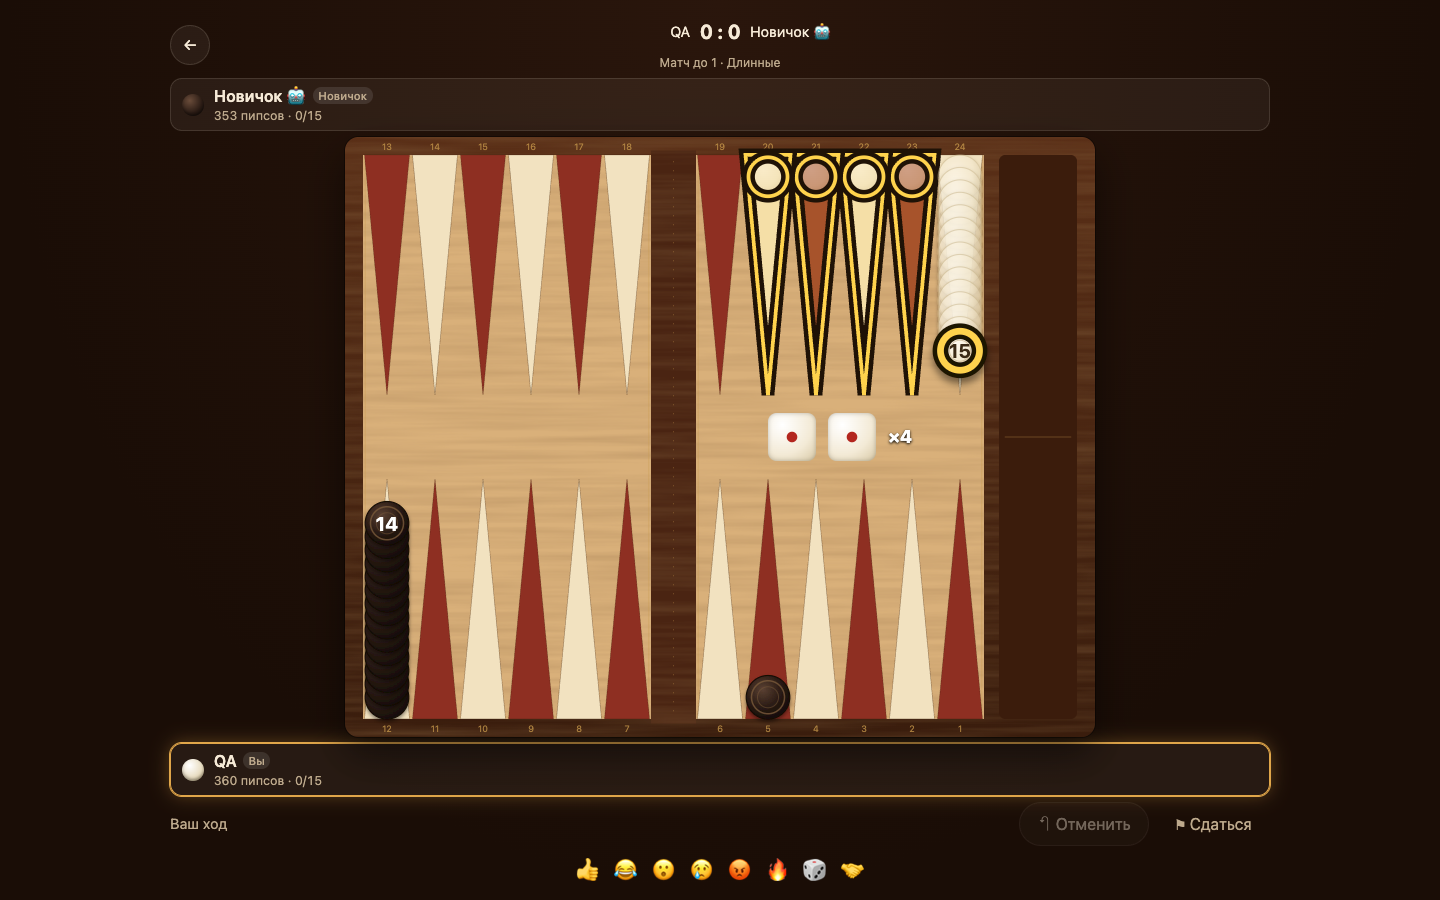 QA 0 : 0 Новичок
Матч до 1 · Длинные
Новичок Новичок
353 пипсов · 0/15
13 14 15 16 17 18 19 20 21 22 23 24
15
×4
14
12 11 10 9 8 7 6 5 4 3 2 1
QA Вы
360 пипсов · 0/15
Ваш ход
Отменить
Сдаться